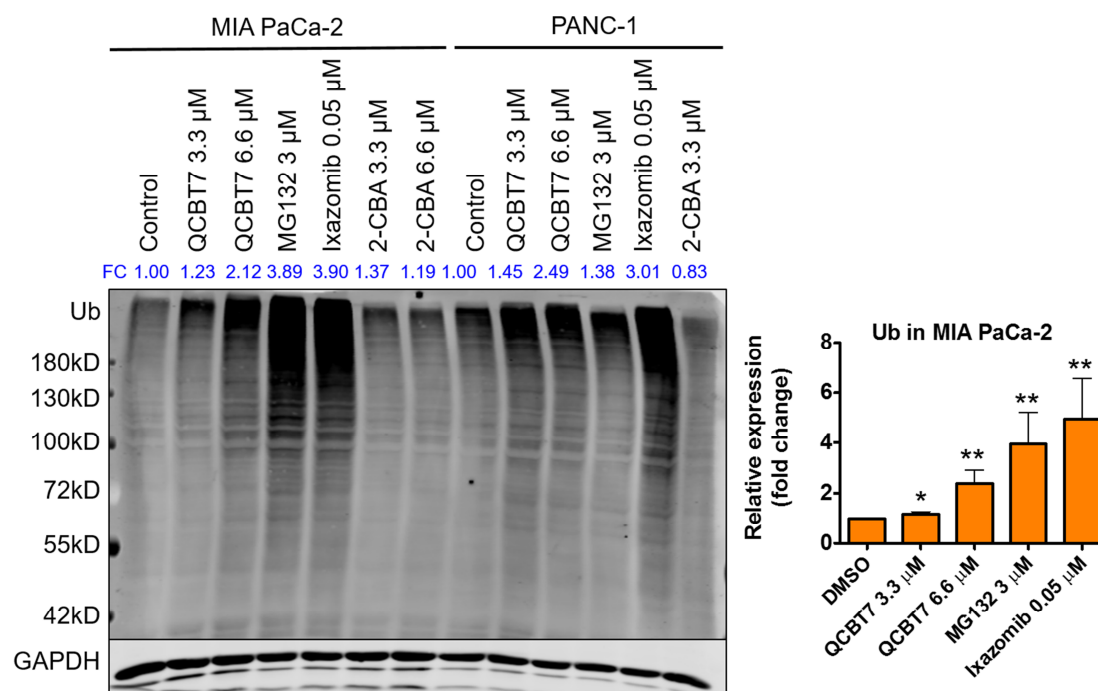 MIA PaCa-2 PANC-1
Control QCBT7 3.3 µM QCBT7 6.6 µM MG132 3 µM Ixazomib 0.05 µM 2-CBA 3.3 µM 2-CBA 6.6 µM Control QCBT7 3.3 µM QCBT7 6.6 µM MG132 3 µM Ixazomib 0.05 µM 2-CBA 3.3 µM
FC 1.00 1.23 2.12 3.89 3.90 1.37 1.19 1.00 1.45 2.49 1.38 3.01 0.83
Ub
180kD
130kD
100kD
72kD
55kD
42kD
GAPDH
Ub in MIA PaCa-2
Relative expression
(fold change)
8
6
4
2
0
*
**
**
**
DMSO
QCBT7 3.3 µM
QCBT7 6.6 µM
MG132 3 µM
Ixazomib 0.05 µM